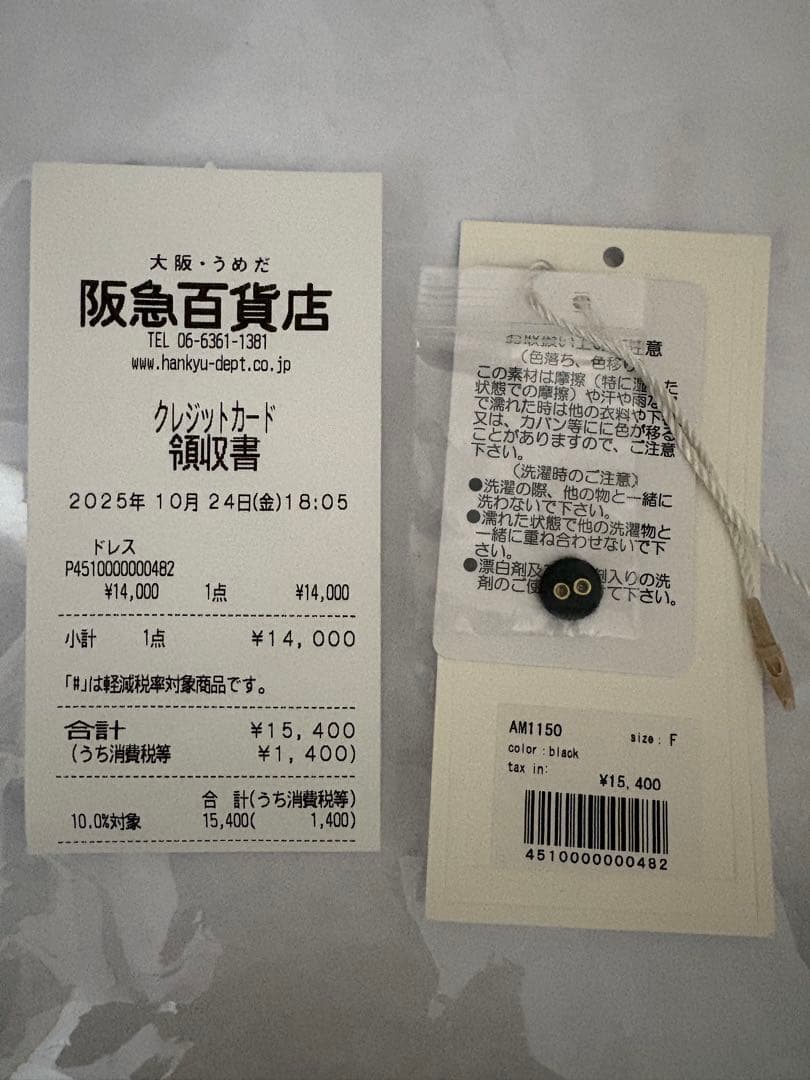 大阪・うめだ
阪急百貨店
TEL 06-6361-1381
www.hankyu-dept.co.jp
クレジットカード
領収書
2025年 10月 24日(金)18:05
ドレス
P4510000000482
¥14,000 1点 ¥14,000
小計 1点 ¥14,000
「#」は軽減税率対象商品です。
合計 ¥15,400
(うち消費税等 ¥1,400)
合 計(うち消費税等)
10.0%対象 15,400( 1,400)
注意
(色落ち、色移り
この素材は摩擦(特に
状態での摩擦)や汗や雨
で濡れた時は他の衣料や下
又は、カバン等にに色が移る
ことがありますので、ご注意
下さい。
(洗濯時のご注意)
●洗濯の際、他の物と一緒に
洗わないで下さい。
●濡れた状態で他の洗濯物と
一緒に重ね合わせないで下
さい。
●漂白剤及 剤入りの洗
剤のご使 て下さい。
AM1150 size: F
color:black
tax in:
¥15,400
4510000000482